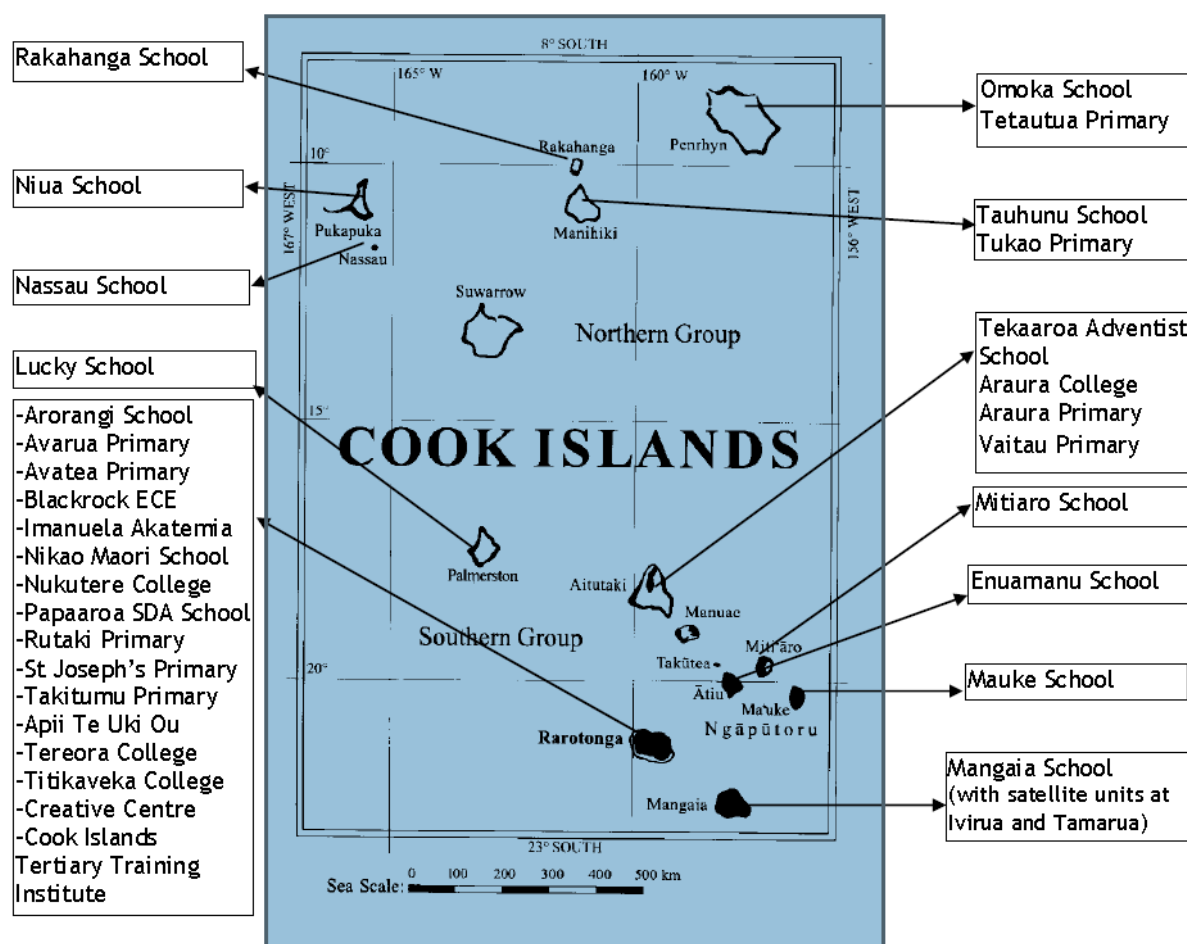 Rakahanga School
Niua School
Nassau School
Lucky School
-Arorangi School
-Avarua Primary
-Avatea Primary
-Blackrock ECE
-Imanuela Akatemia
-Nikao Maori School
-Nukutere College
-Papaaroa SDA School
-Rutaki Primary
-St Joseph's Primary
-Takitumu Primary
-Apii Te Uki Ou
-Tereora College
-Titikaveka College
-Creative Centre
-Cook Islands
Tertiary Training
Institute
8° SOUTH
165° W
160° W
Penrhyn
Rakahanga
10°
167° WEST
156° WEST
Pukapuka
Manihiki
Nassau
Suwarrow
Northern Group
15°
COOK ISLANDS
Palmerston
Aitutaki
Manuae
Southern Group
Miti'āro
Takūtea
20°
Ātiu
Ma'uke
Ngāpūtoru
Rarotonga
Mangaia
23° SOUTH
Sea Scale:
0 100 200 300 400 500 km
Omoka School
Tetautua Primary
Tauhunu School
Tukao Primary
Tekaaroa Adventist
School
Araura College
Araura Primary
Vaitau Primary
Mitiaro School
Enuamanu School
Mauke School
Mangaia School
(with satellite units at
Ivirua and Tamarua)